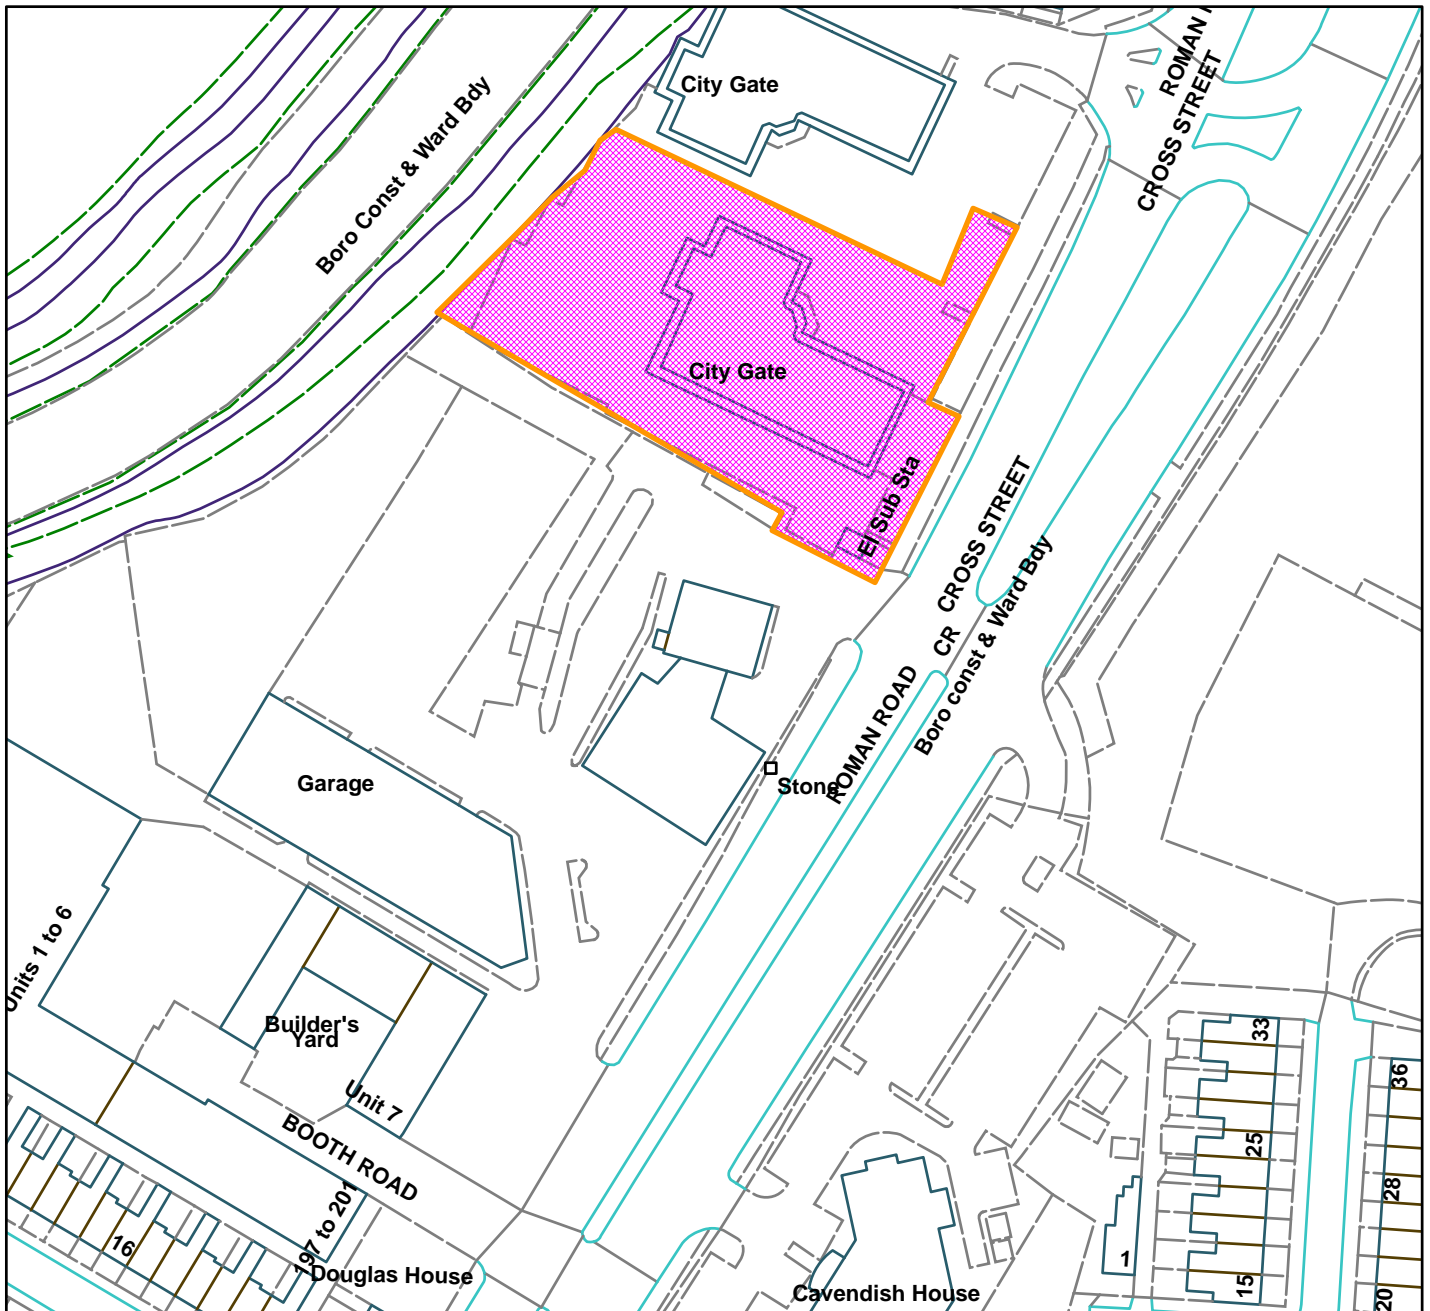 City Gate
ROMAN
CROSS STREET
Boro Const & Ward Bdy
City Gate
El Sub Sta
CROSS STREET
CR
Boro const & Ward Bdy
ROMAN ROAD
Stone
Garage
Units 1 to 6
Builder's
Yard
Unit 7
BOOTH ROAD
197 to 201
16
Douglas House
Cavendish House
33
25
15
1
36
28
20